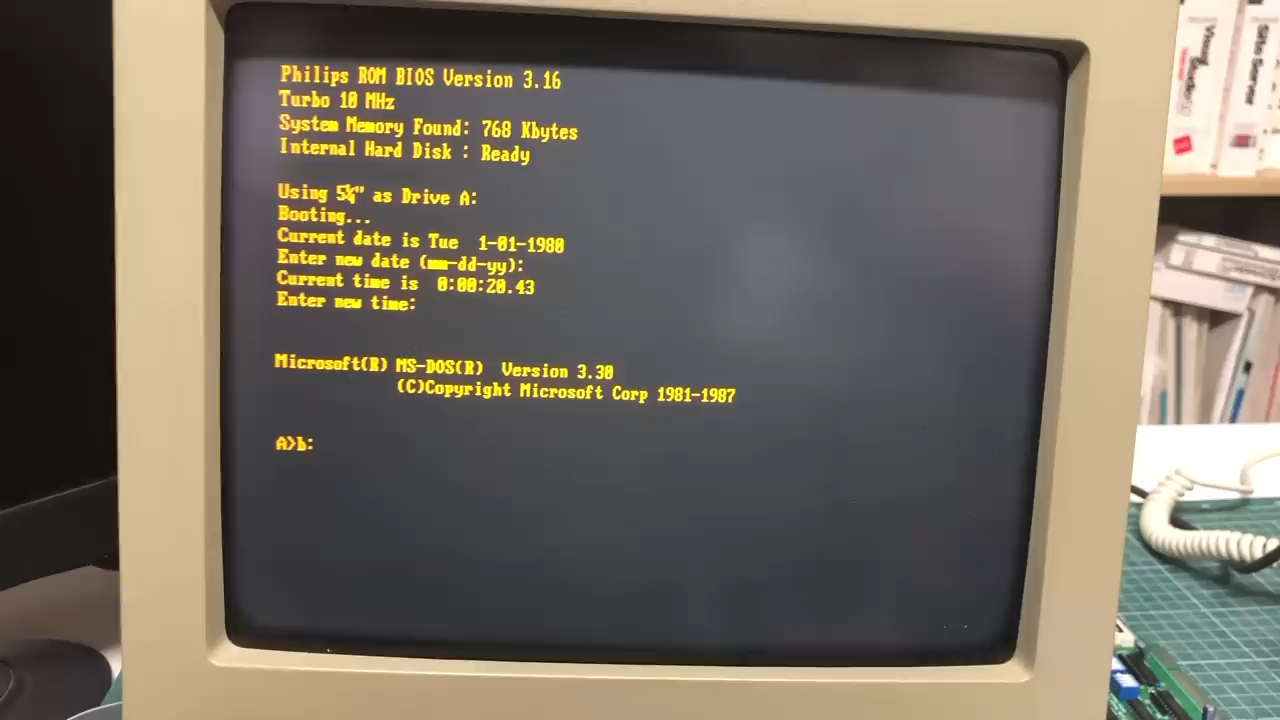 Philips ROM BIOS Version 3.16
Turbo 10 MHz
System Memory Found: 768 Kbytes
Internal Hard Disk : Ready
Using 5¼" as Drive A:
Booting...
Current date is Tue  1-01-1980
Enter new date (mm-dd-yy):
Current time is  0:00:20.43
Enter new time:
Microsoft(R) MS-DOS(R)  Version 3.30
(C)Copyright Microsoft Corp 1981-1987
A>b:
Site Server